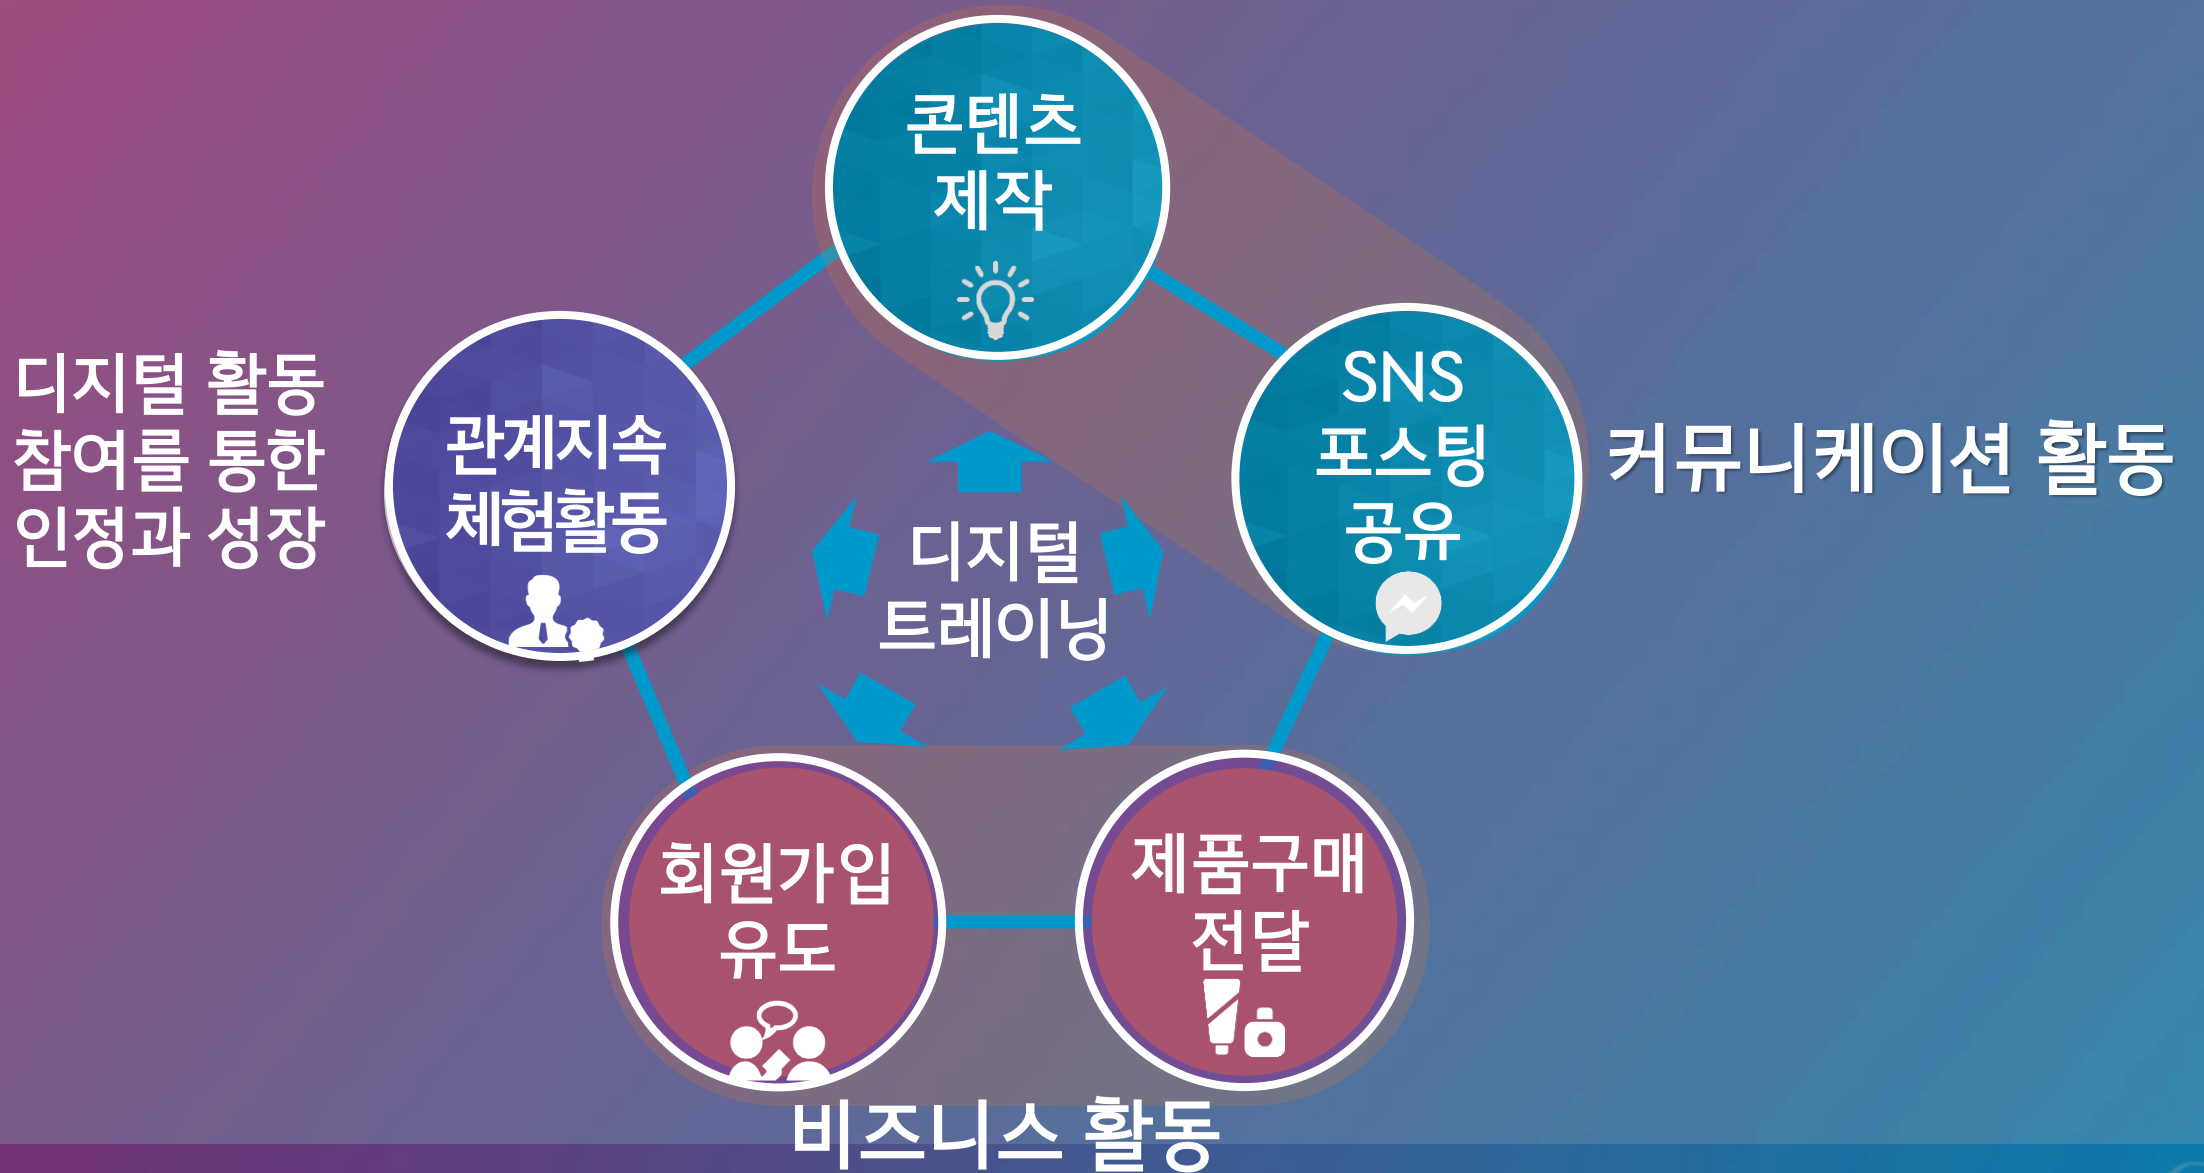 콘텐츠
제작
SNS
포스팅
공유
커뮤니케이션 활동
디지털 활동
참여를 통한
인정과 성장
관계지속
체험활동
디지털
트레이닝
회원가입
유도
제품구매
전달
비즈니스 활동